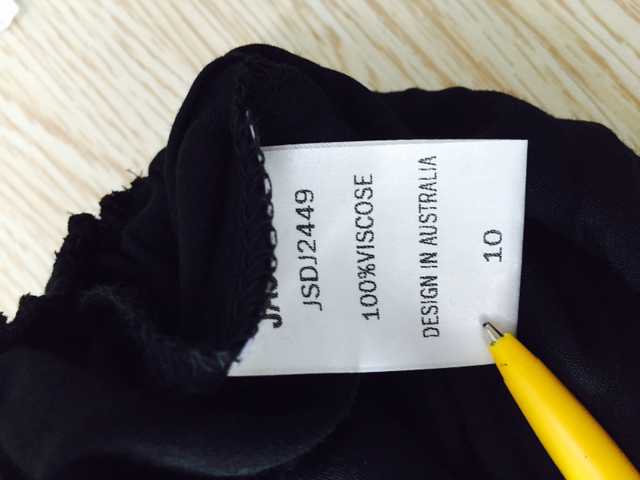 JSDJ2449
100%VISCOSE
DESIGN IN AUSTRALIA
10